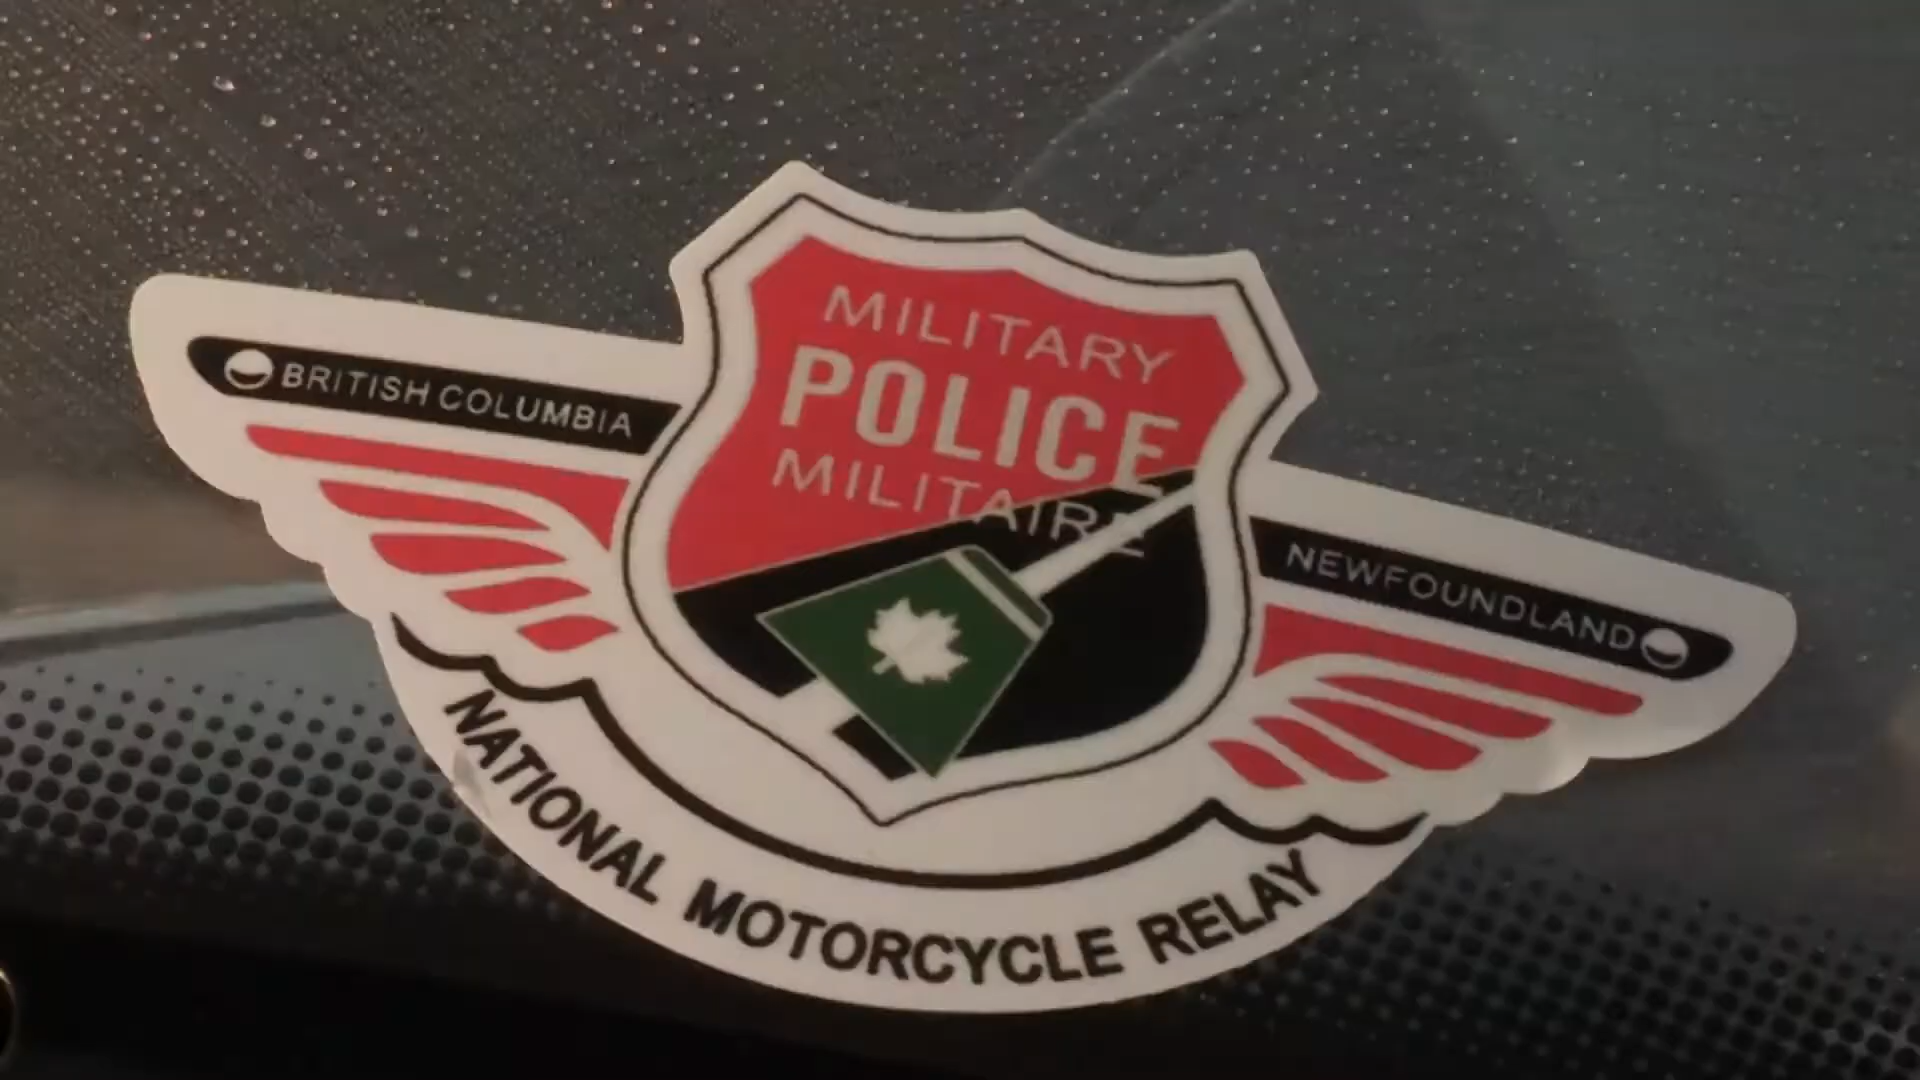 MILITARY
POLICE
MILITAIRE
BRITISH COLUMBIA
NEWFOUNDLAND
NATIONAL MOTORCYCLE RELAY